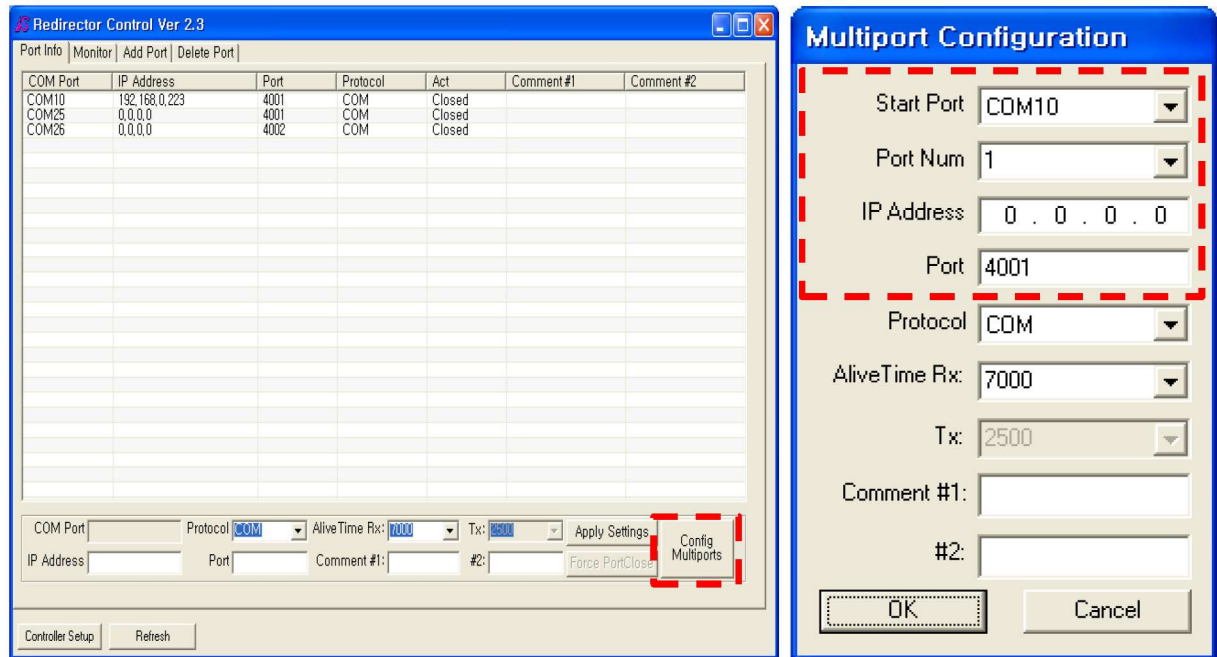 Redirector Control Ver 2.3
Port Info Monitor Add Port Delete Port
COM Port IP Address Port Protocol Act Comment #1 Comment #2
COM10 192,168,0,223 4001 COM Closed
COM25 0,0,0,0 4001 COM Closed
COM26 0,0,0,0 4002 COM Closed
COM Port Protocol COM AliveTime Rx: 7000 Tx: 2500 Apply Settings Config Multiports
IP Address Port Comment #1: #2: Force PortClose
Controller Setup Refresh
Multiport Configuration
Start Port COM10
Port Num 1
IP Address 0 . 0 . 0 . 0
Port 4001
Protocol COM
AliveTime Rx: 7000
Tx: 2500
Comment #1:
#2:
OK Cancel